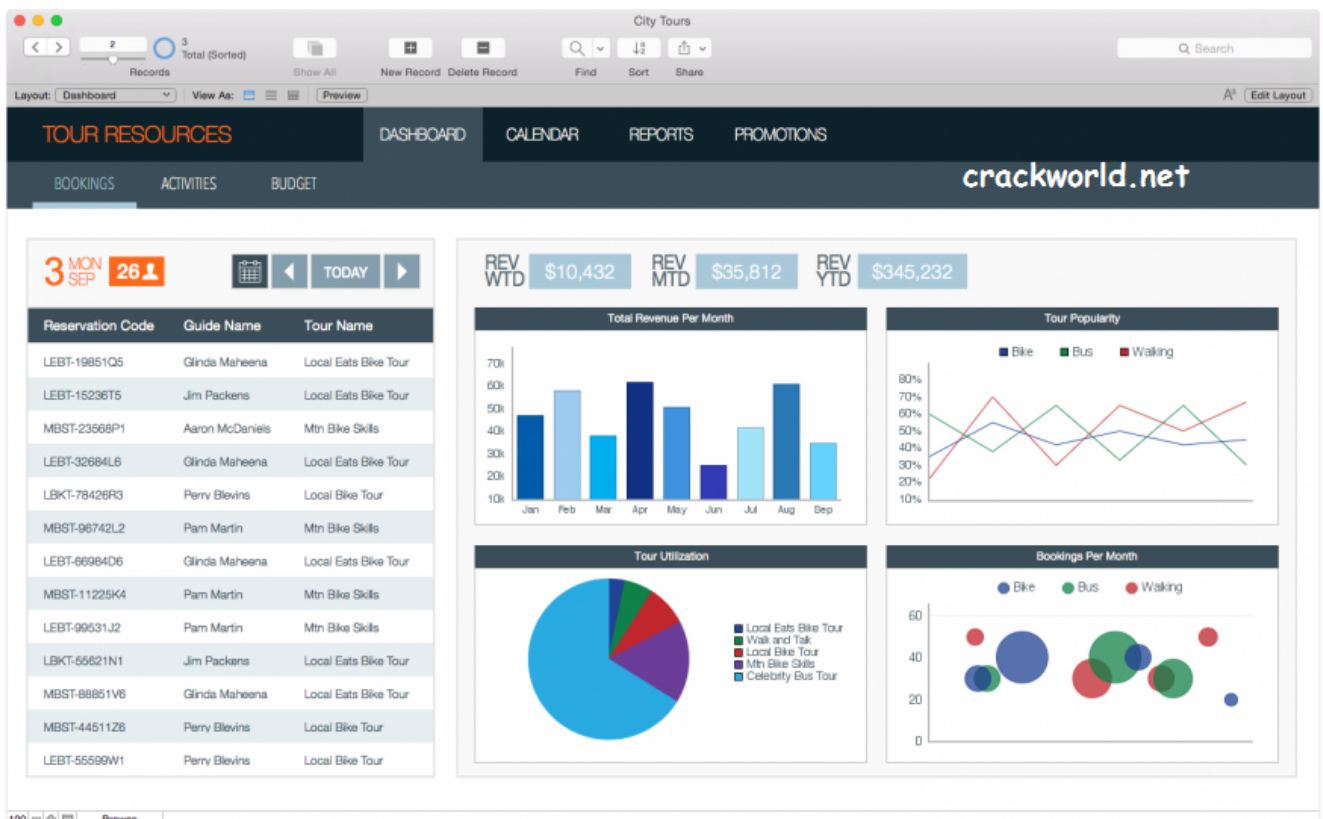 City Tours
2
3
Total (Sorted)
Records
Show All
New Record
Delete Record
Find
Sort
Share
Search
Layout: Dashboard
View As:
Preview
Aª
Edit Layout
TOUR RESOURCES
DASHBOARD
CALENDAR
REPORTS
PROMOTIONS
BOOKINGS
ACTIVITIES
BUDGET
crackworld.net
3 MON SEP
26
TODAY
Reservation Code Guide Name Tour Name
LEBT-19851Q5 Glinda Maheena Local Eats Bike Tour
LEBT-15236T5 Jim Packens Local Eats Bike Tour
MBST-23568P1 Aaron McDaniels Mtn Bike Skills
LEBT-32684L6 Glinda Maheena Local Eats Bike Tour
LBKT-78426R3 Perry Blevins Local Bike Tour
MBST-96742L2 Pam Martin Mtn Bike Skills
LEBT-66984D6 Glinda Maheena Local Eats Bike Tour
MBST-11225K4 Pam Martin Mtn Bike Skills
LEBT-99531J2 Pam Martin Mtn Bike Skills
LBKT-55621N1 Jim Packens Local Eats Bike Tour
MBST-88851V6 Glinda Maheena Local Eats Bike Tour
MBST-44511Z6 Perry Blevins Local Bike Tour
LEBT-55599W1 Perry Blevins Local Bike Tour
REV WTD $10,432
REV MTD $35,812
REV YTD $345,232
Total Revenue Per Month
70k
60k
50k
40k
30k
20k
10k
Jan Feb Mar Apr May Jun Jul Aug Sep
Tour Popularity
Bike Bus Walking
80%
70%
60%
50%
40%
30%
20%
10%
Tour Utilization
Local Eats Bike Tour
Walk and Talk
Local Bike Tour
Mtn Bike Skills
Celebrity Bus Tour
Bookings Per Month
Bike Bus Walking
60
40
20
0
100
Browse